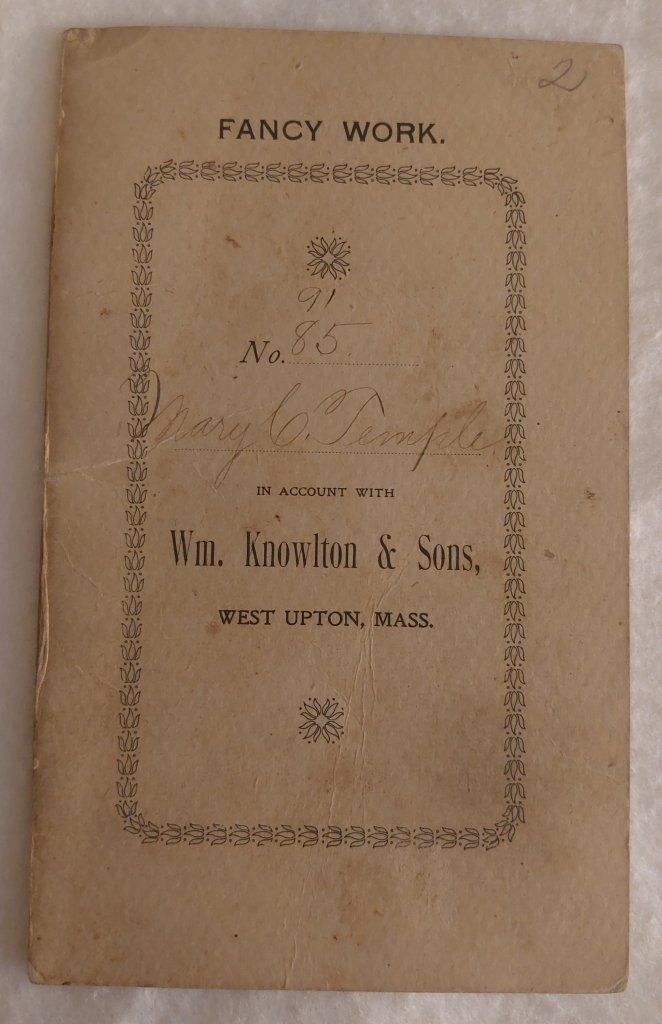 2
FANCY WORK.
91
No. 85.
Mary C. Temple
IN ACCOUNT WITH
Wm. Knowlton & Sons,
WEST UPTON, MASS.